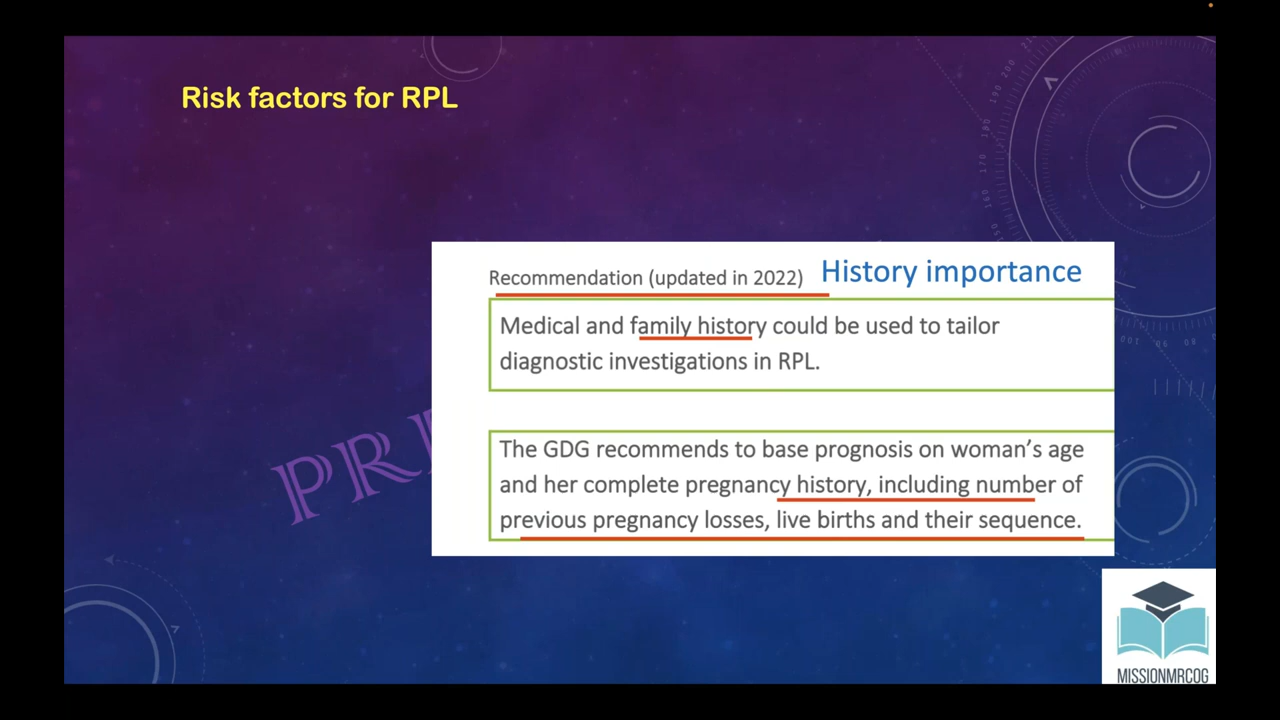 Risk factors for RPL
Recommendation (updated in 2022) History importance
Medical and family history could be used to tailor
diagnostic investigations in RPL.
The GDG recommends to base prognosis on woman's age
and her complete pregnancy history, including number of
previous pregnancy losses, live births and their sequence.
MISSIONMRCOG